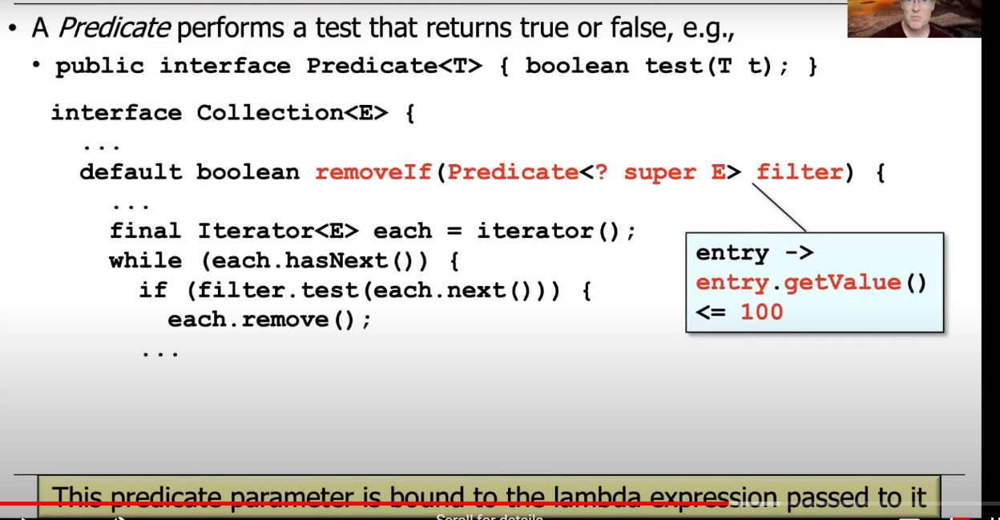 • A Predicate performs a test that returns true or false, e.g.,
• public interface Predicate<T> { boolean test(T t); }
interface Collection<E> {
...
default boolean removeIf(Predicate<? super E> filter) {
...
final Iterator<E> each = iterator();
while (each.hasNext()) {
if (filter.test(each.next())) {
each.remove();
...
entry ->
entry.getValue()
<= 100
This predicate parameter is bound to the lambda expression passed to it
Scroll for details